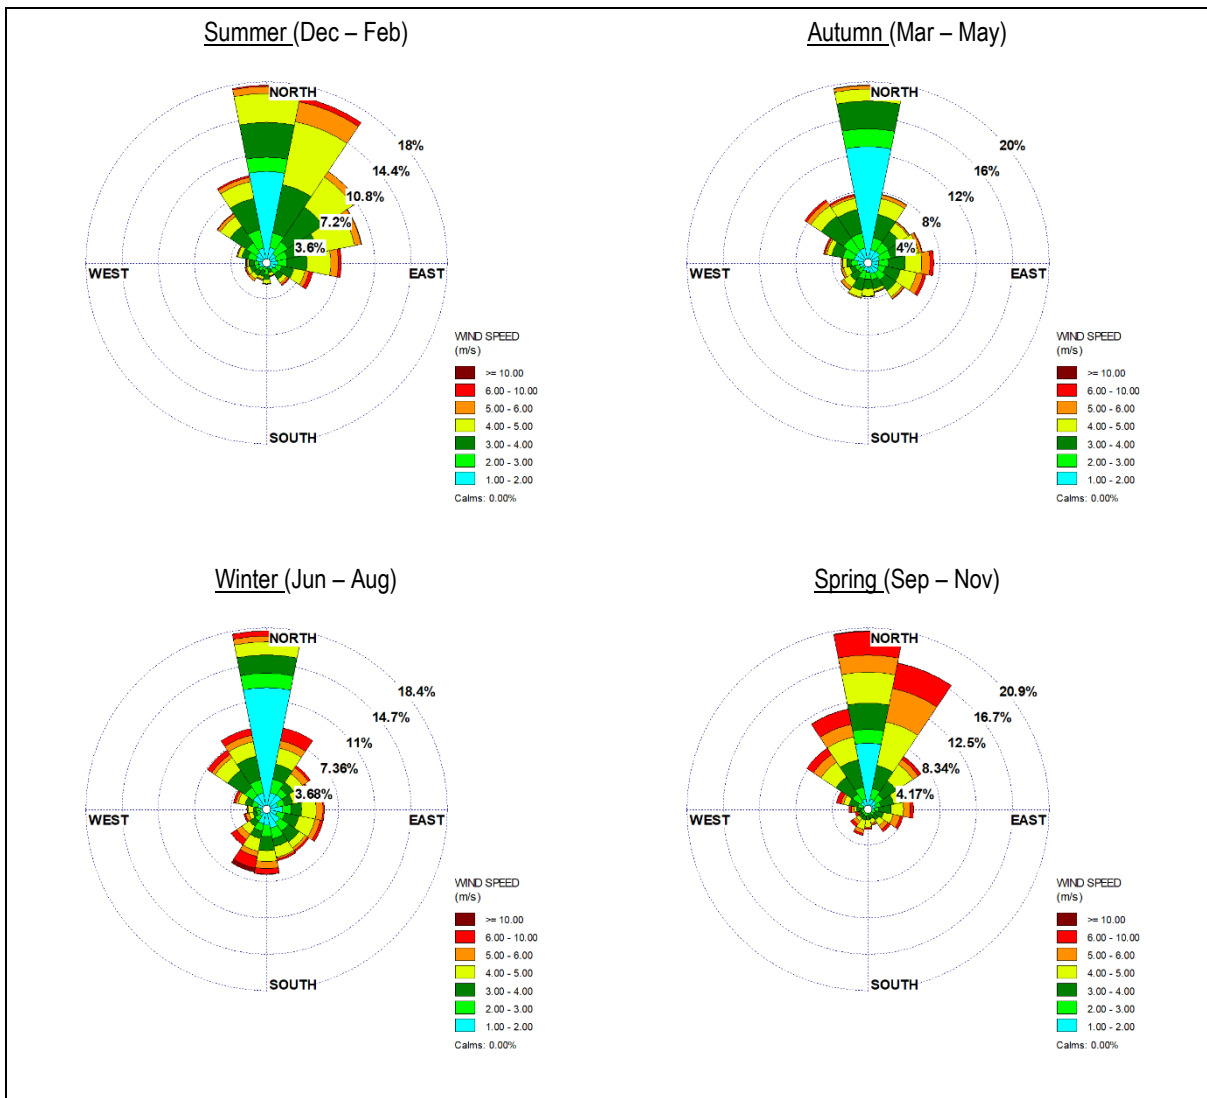 Summer (Dec – Feb)
NORTH
18%
14.4%
10.8%
7.2%
3.6%
WEST
EAST
SOUTH
WIND SPEED
(m/s)
>= 10.00
6.00 - 10.00
5.00 - 6.00
4.00 - 5.00
3.00 - 4.00
2.00 - 3.00
1.00 - 2.00
Calms: 0.00%
Autumn (Mar – May)
NORTH
20%
16%
12%
8%
4%
WEST
EAST
SOUTH
WIND SPEED
(m/s)
>= 10.00
6.00 - 10.00
5.00 - 6.00
4.00 - 5.00
3.00 - 4.00
2.00 - 3.00
1.00 - 2.00
Calms: 0.00%
Winter (Jun – Aug)
NORTH
18.4%
14.7%
11%
7.36%
3.68%
WEST
EAST
SOUTH
WIND SPEED
(m/s)
>= 10.00
6.00 - 10.00
5.00 - 6.00
4.00 - 5.00
3.00 - 4.00
2.00 - 3.00
1.00 - 2.00
Calms: 0.00%
Spring (Sep – Nov)
NORTH
20.9%
16.7%
12.5%
8.34%
4.17%
WEST
EAST
SOUTH
WIND SPEED
(m/s)
>= 10.00
6.00 - 10.00
5.00 - 6.00
4.00 - 5.00
3.00 - 4.00
2.00 - 3.00
1.00 - 2.00
Calms: 0.00%